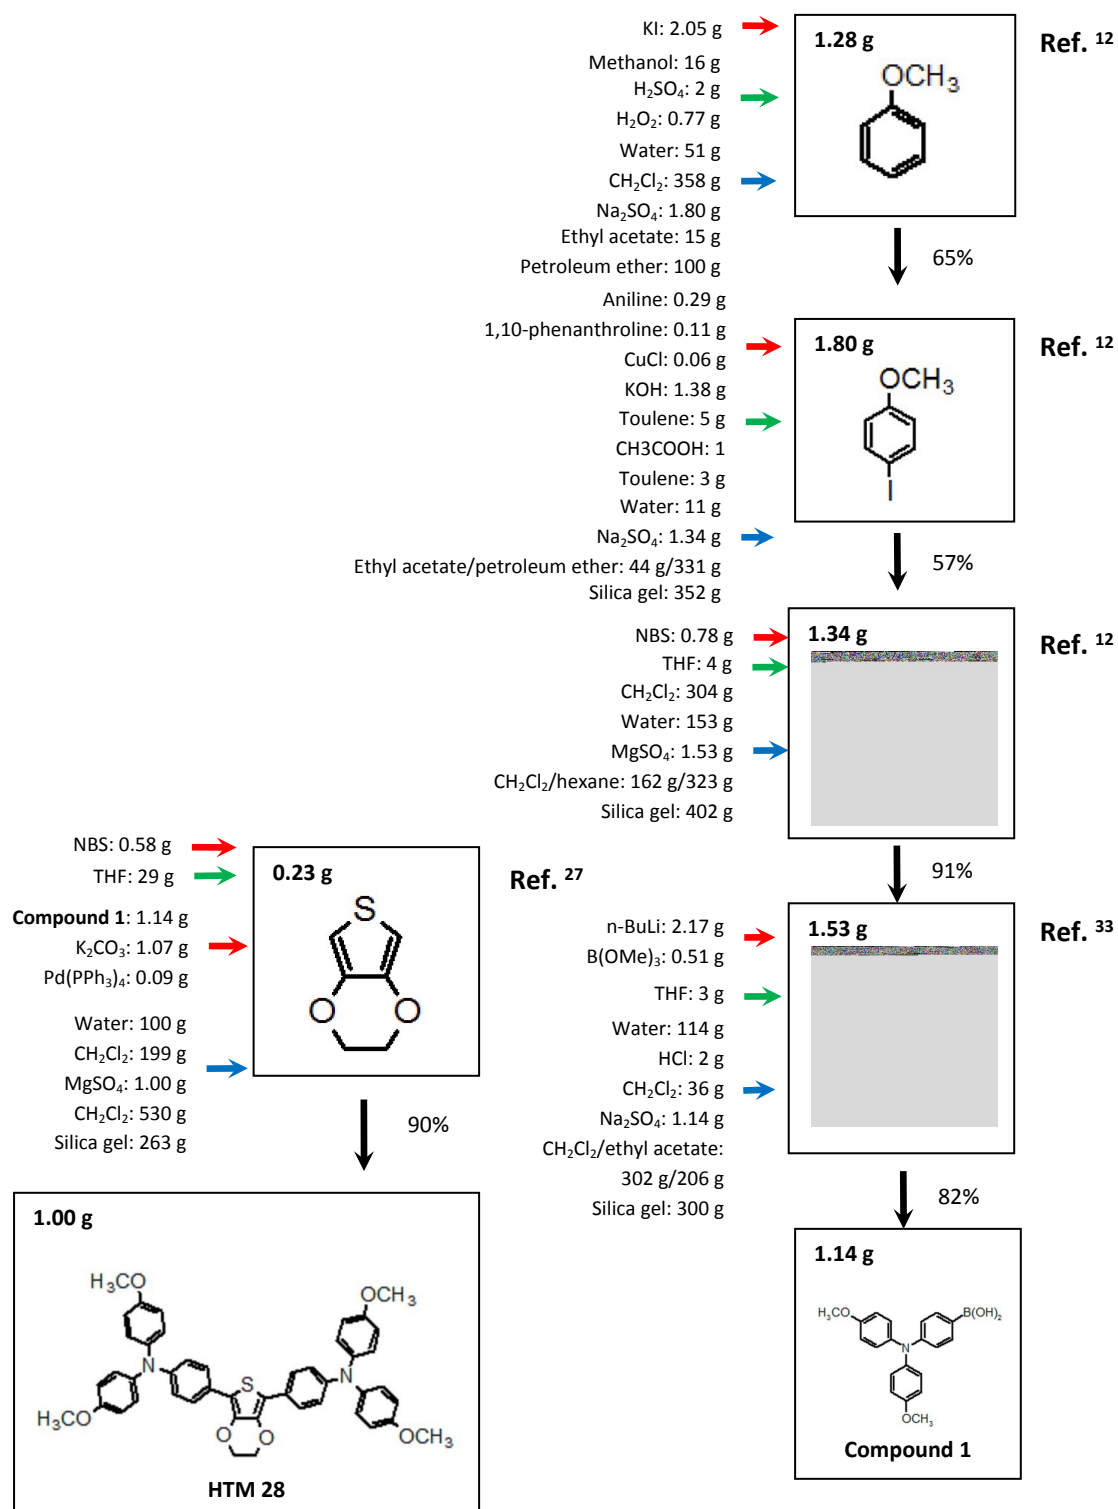 KI: 2.05 g
Methanol: 16 g
H₂SO₄: 2 g
H₂O₂: 0.77 g
Water: 51 g
CH₂Cl₂: 358 g
Na₂SO₄: 1.80 g
Ethyl acetate: 15 g
Petroleum ether: 100 g
1.28 g
OCH₃
Ref. ¹²
65%
Aniline: 0.29 g
1,10-phenanthroline: 0.11 g
CuCl: 0.06 g
KOH: 1.38 g
Toulene: 5 g
CH3COOH: 1
Toulene: 3 g
Water: 11 g
Na₂SO₄: 1.34 g
Ethyl acetate/petroleum ether: 44 g/331 g
Silica gel: 352 g
1.80 g
OCH₃
I
Ref. ¹²
57%
NBS: 0.78 g
THF: 4 g
CH₂Cl₂: 304 g
Water: 153 g
MgSO₄: 1.53 g
CH₂Cl₂/hexane: 162 g/323 g
Silica gel: 402 g
1.34 g
Ref. ¹²
91%
n-BuLi: 2.17 g
B(OMe)₃: 0.51 g
THF: 3 g
Water: 114 g
HCl: 2 g
CH₂Cl₂: 36 g
Na₂SO₄: 1.14 g
CH₂Cl₂/ethyl acetate:
302 g/206 g
Silica gel: 300 g
1.53 g
Ref. ³³
82%
1.14 g
H₃CO
B(OH)₂
N
OCH₃
Compound 1
NBS: 0.58 g
THF: 29 g
Compound 1: 1.14 g
K₂CO₃: 1.07 g
Pd(PPh₃)₄: 0.09 g
Water: 100 g
CH₂Cl₂: 199 g
MgSO₄: 1.00 g
CH₂Cl₂: 530 g
Silica gel: 263 g
0.23 g
S
O O
Ref. ²⁷
90%
1.00 g
H₃CO
OCH₃
N
S
N
H₃CO
O O
OCH₃
HTM 28